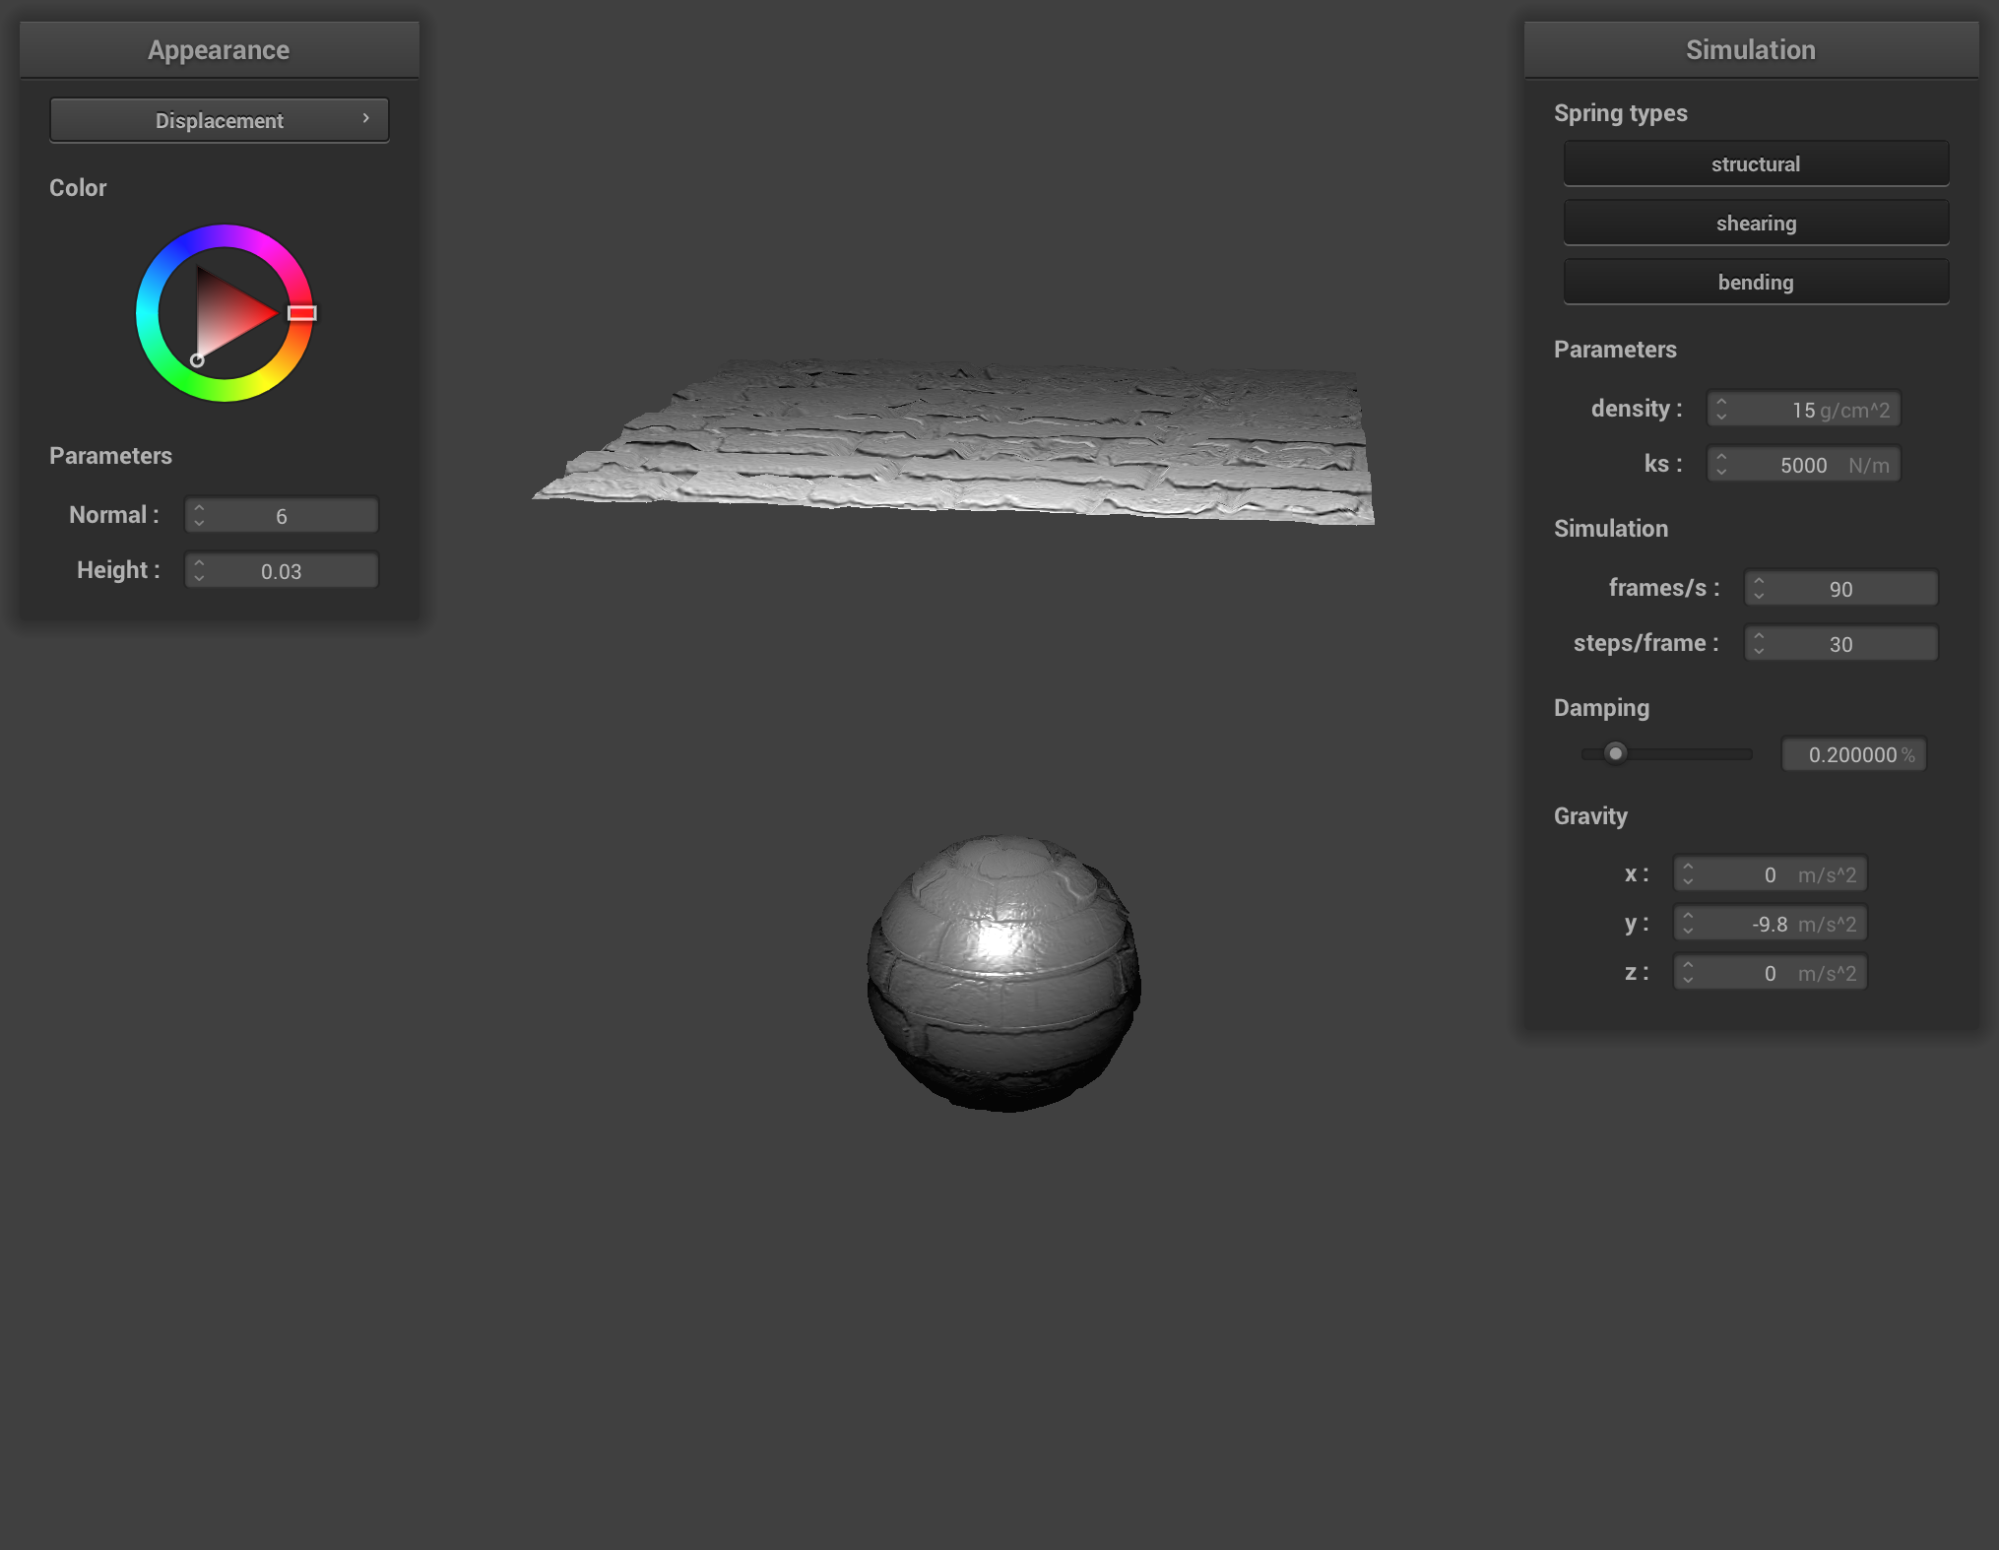 Appearance
Displacement
Color
Parameters
Normal : 6
Height : 0.03
Simulation
Spring types
structural
shearing
bending
Parameters
density : 15 g/cm^2
ks : 5000 N/m
Simulation
frames/s : 90
steps/frame : 30
Damping
0.200000 %
Gravity
x : 0 m/s^2
y : -9.8 m/s^2
z : 0 m/s^2